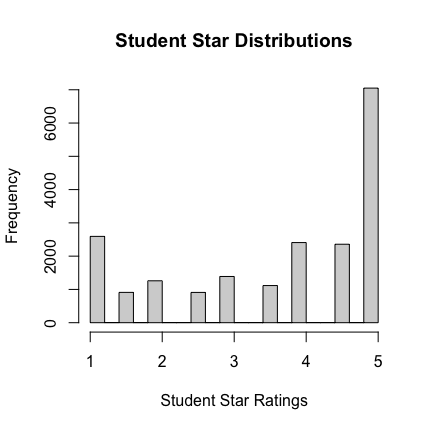 Student Star Distributions
Frequency
6000
4000
2000
0
1 2 3 4 5
Student Star Ratings